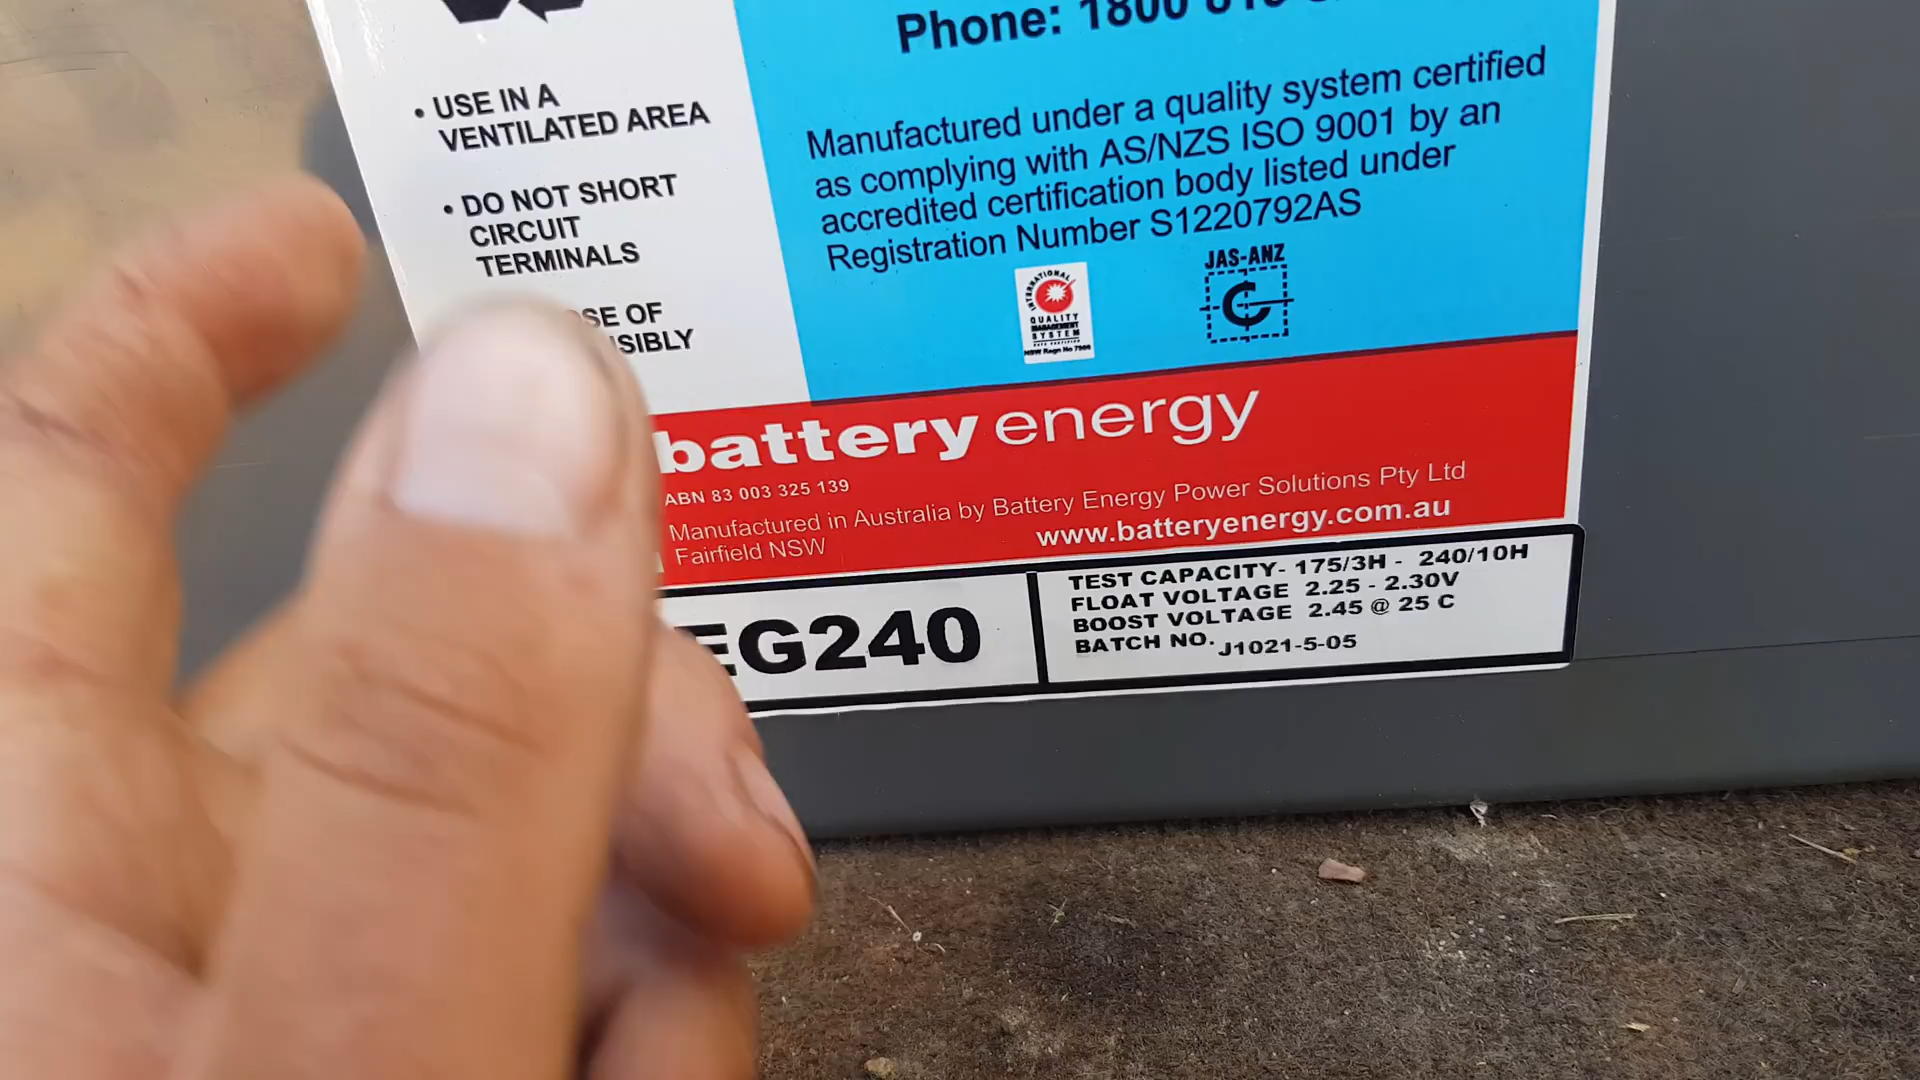 Phone: 1800
• USE IN A
VENTILATED AREA
• DO NOT SHORT
CIRCUIT
TERMINALS
OF
Manufactured under a quality system certified
as complying with AS/NZS ISO 9001 by an
accredited certification body listed under
Registration Number S1220792AS
INTERNATIONAL
QUALITY
MANAGEMENT
SYSTEM
JAS-ANZ
battery energy
ABN 83 003 325 139
Manufactured in Australia by Battery Energy Power Solutions Pty Ltd
Fairfield NSW
www.batteryenergy.com.au
EG240
TEST CAPACITY- 175/3H - 240/10H
FLOAT VOLTAGE 2.25 - 2.30V
BOOST VOLTAGE 2.45 @ 25 C
BATCH NO. J1021-5-05